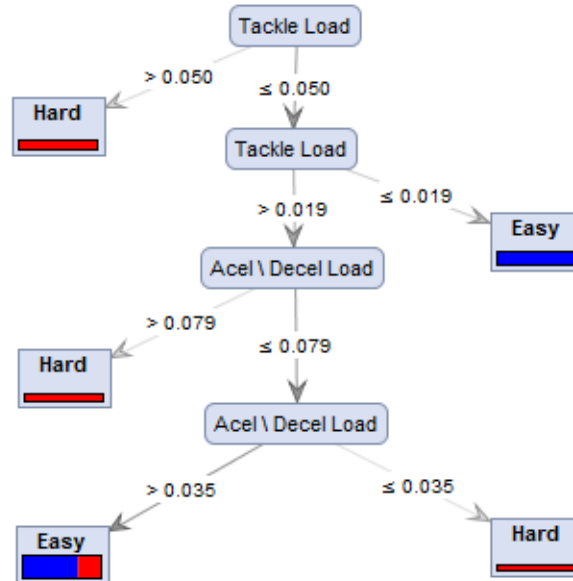 Tackle Load
> 0.050
≤ 0.050
Hard
Tackle Load
> 0.019
≤ 0.019
Easy
Acel \ Decel Load
> 0.079
≤ 0.079
Hard
Acel \ Decel Load
> 0.035
≤ 0.035
Easy
Hard